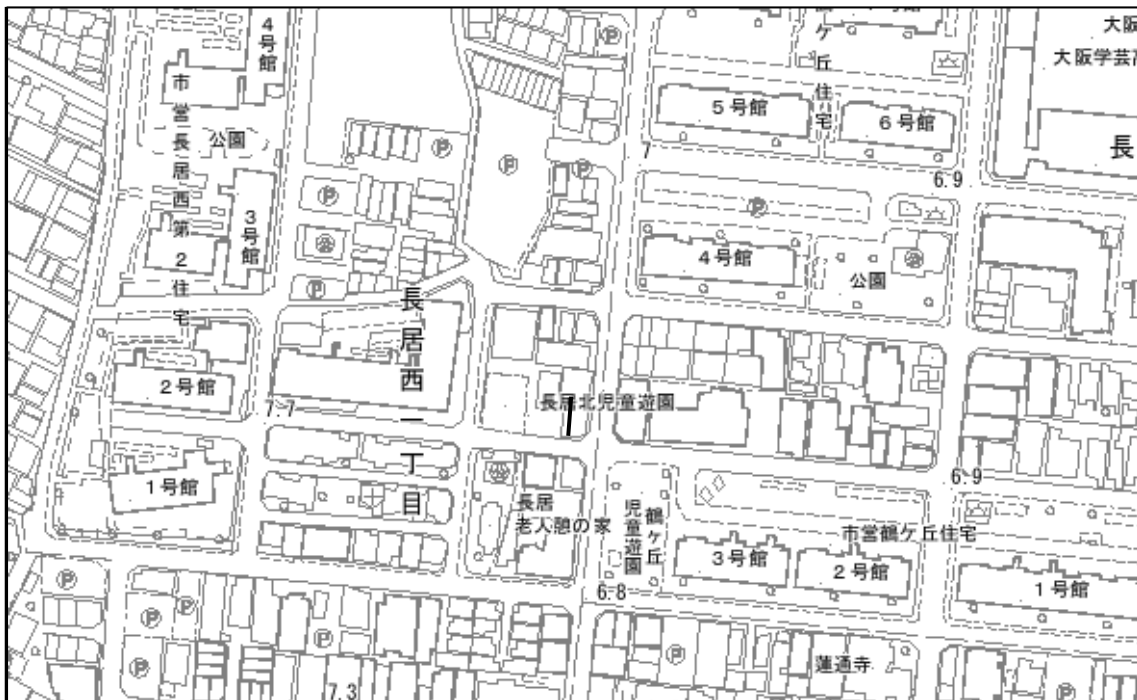 4号館
ヶ丘住宅
号館
大阪
大阪学芸高
市営長居西第2住宅
公園
5号館
6号館
Ⓟ
長
7
6.9
3号館
4号館
公園
長居西一丁目
2号館
7.7
長居北児童遊園
1号館
長居
老人憩の家
鶴ヶ丘
児童遊園
6.9
市営鶴ケ丘住宅
3号館
2号館
1号館
6.8
蓮通寺
7.3